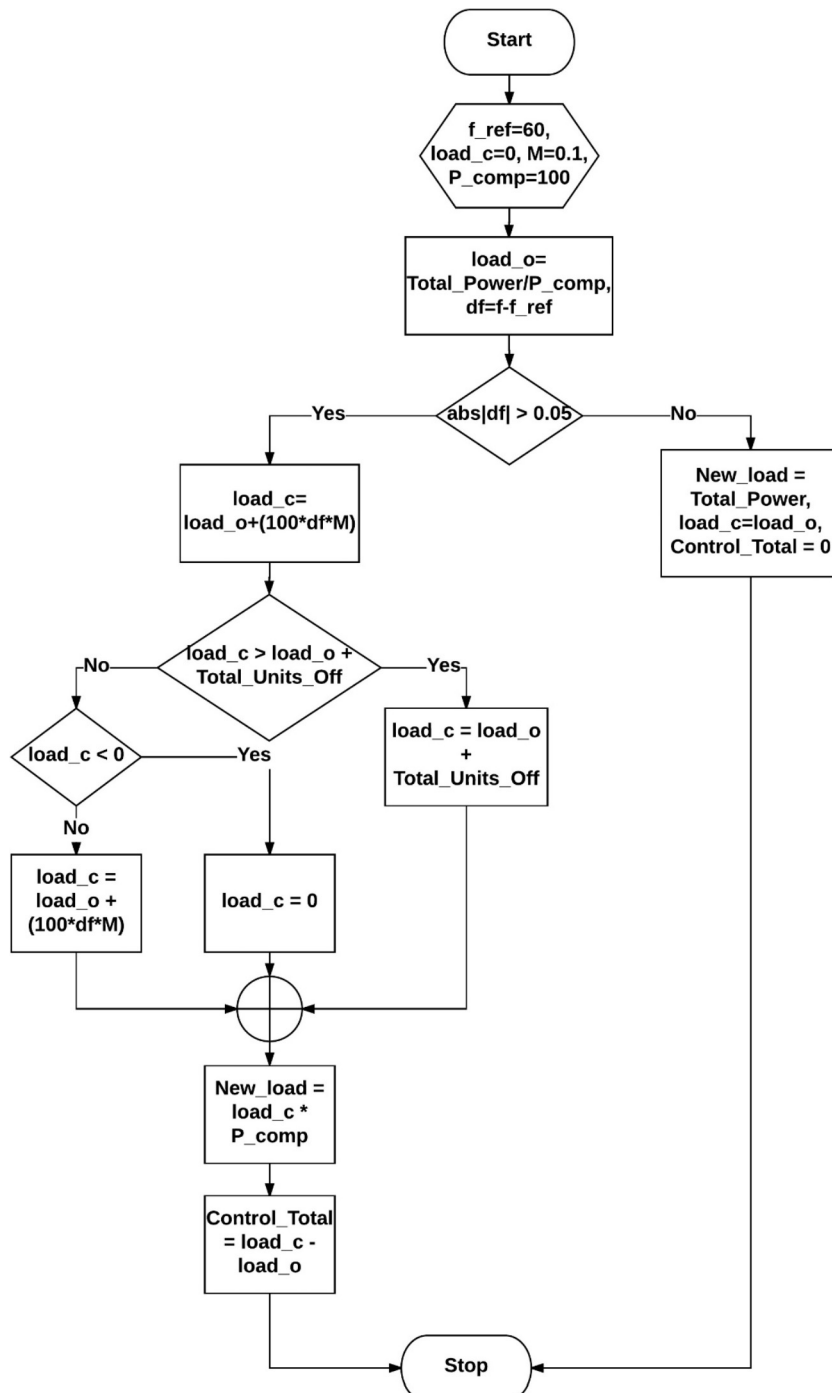 Start
f_ref=60,
load_c=0, M=0.1,
P_comp=100
load_o=
Total_Power/P_comp,
df=f-f_ref
abs|df| > 0.05
Yes
No
load_c=
load_o+(100*df*M)
New_load =
Total_Power,
load_c=load_o,
Control_Total = 0
load_c > load_o +
Total_Units_Off
No
Yes
load_c < 0
Yes
load_c = load_o
+
Total_Units_Off
No
load_c =
load_o +
(100*df*M)
load_c = 0
New_load =
load_c *
P_comp
Control_Total
= load_c -
load_o
Stop